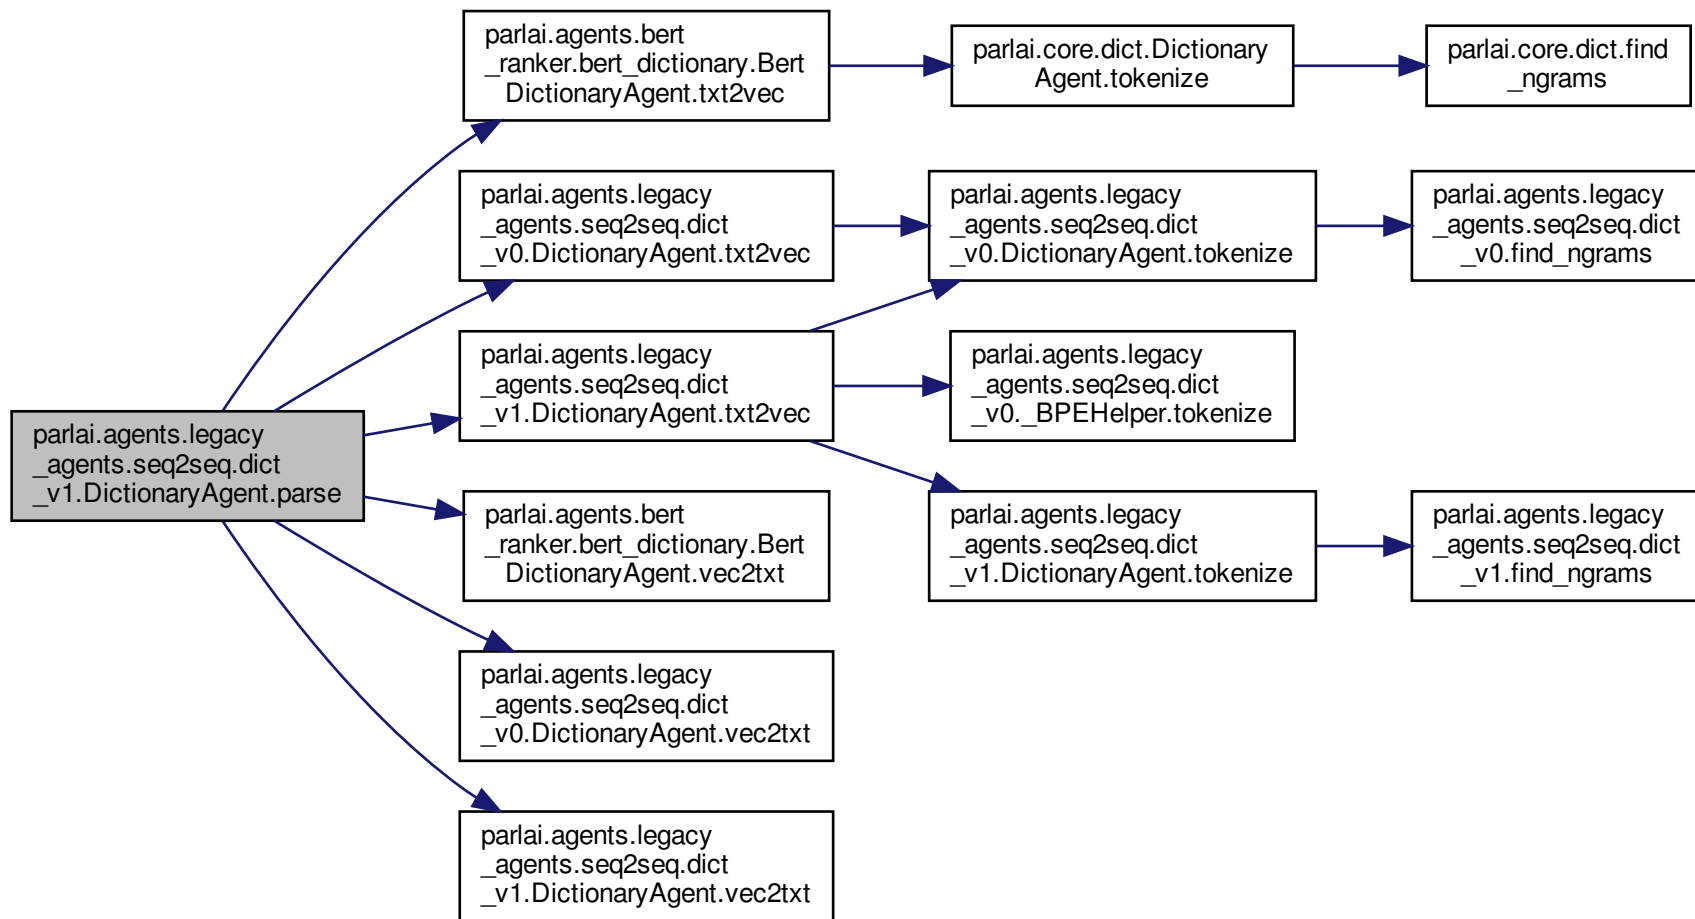 parlai.agents.bert
_ranker.bert_dictionary.Bert
DictionaryAgent.txt2vec
parlai.core.dict.Dictionary
Agent.tokenize
parlai.core.dict.find
_ngrams
parlai.agents.legacy
_agents.seq2seq.dict
_v0.DictionaryAgent.txt2vec
parlai.agents.legacy
_agents.seq2seq.dict
_v0.DictionaryAgent.tokenize
parlai.agents.legacy
_agents.seq2seq.dict
_v0.find_ngrams
parlai.agents.legacy
_agents.seq2seq.dict
_v1.DictionaryAgent.txt2vec
parlai.agents.legacy
_agents.seq2seq.dict
_v0._BPEHelper.tokenize
parlai.agents.legacy
_agents.seq2seq.dict
_v1.DictionaryAgent.parse
parlai.agents.bert
_ranker.bert_dictionary.Bert
DictionaryAgent.vec2txt
parlai.agents.legacy
_agents.seq2seq.dict
_v1.DictionaryAgent.tokenize
parlai.agents.legacy
_agents.seq2seq.dict
_v1.find_ngrams
parlai.agents.legacy
_agents.seq2seq.dict
_v0.DictionaryAgent.vec2txt
parlai.agents.legacy
_agents.seq2seq.dict
_v1.DictionaryAgent.vec2txt